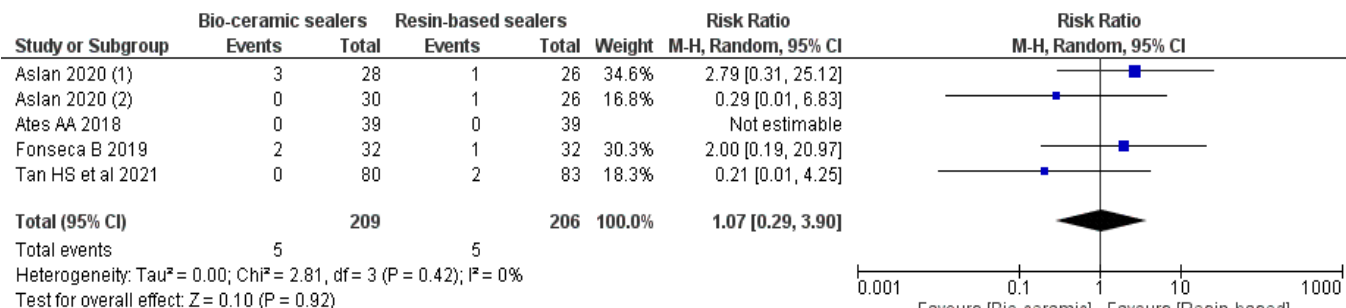 Bio-ceramic sealers Resin-based sealers Risk Ratio Risk Ratio
Study or Subgroup Events Total Events Total Weight M-H, Random, 95% CI M-H, Random, 95% CI
Aslan 2020 (1) 3 28 1 26 34.6% 2.79 [0.31, 25.12]
Aslan 2020 (2) 0 30 1 26 16.8% 0.29 [0.01, 6.83]
Ates AA 2018 0 39 0 39 Not estimable
Fonseca B 2019 2 32 1 32 30.3% 2.00 [0.19, 20.97]
Tan HS et al 2021 0 80 2 83 18.3% 0.21 [0.01, 4.25]
Total (95% CI) 209 206 100.0% 1.07 [0.29, 3.90]
Total events 5 5
Heterogeneity: Tau² = 0.00; Chi² = 2.81, df = 3 (P = 0.42); I² = 0%
Test for overall effect: Z = 0.10 (P = 0.92)
0.001 0.1 1 10 1000
Favours [Bio-ceramic] Favours [Resin-based]